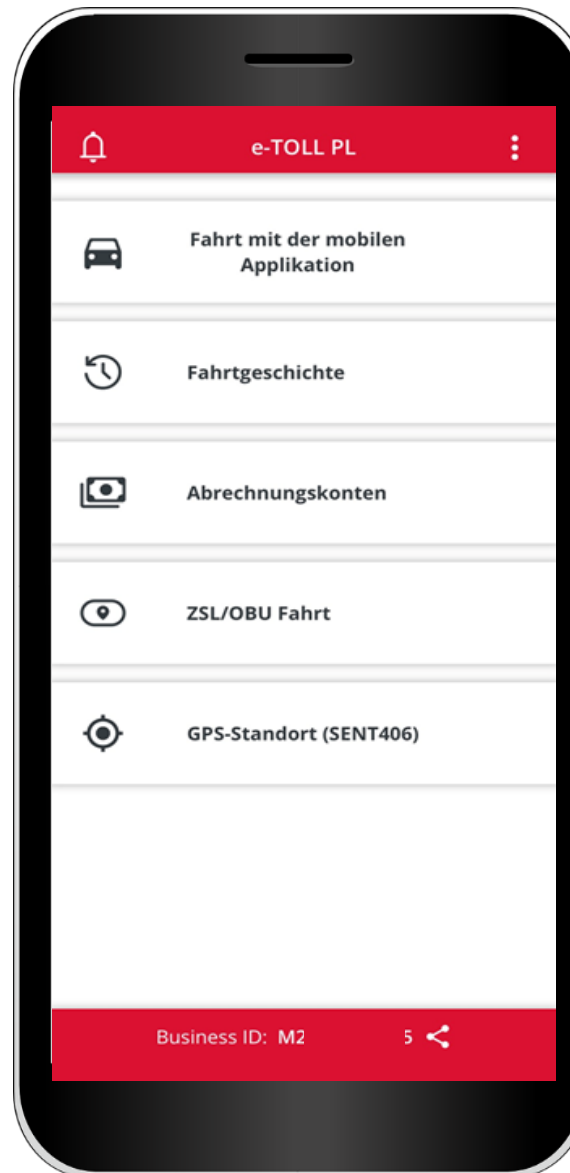 e-TOLL PL
Fahrt mit der mobilen
Applikation
Fahrtgeschichte
Abrechnungskonten
ZSL/OBU Fahrt
GPS-Standort (SENT406)
Business ID: M2 5